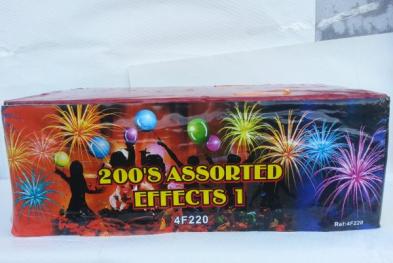 200'S ASSORTED
EFFECTS 1
4F220
Ref:4F220